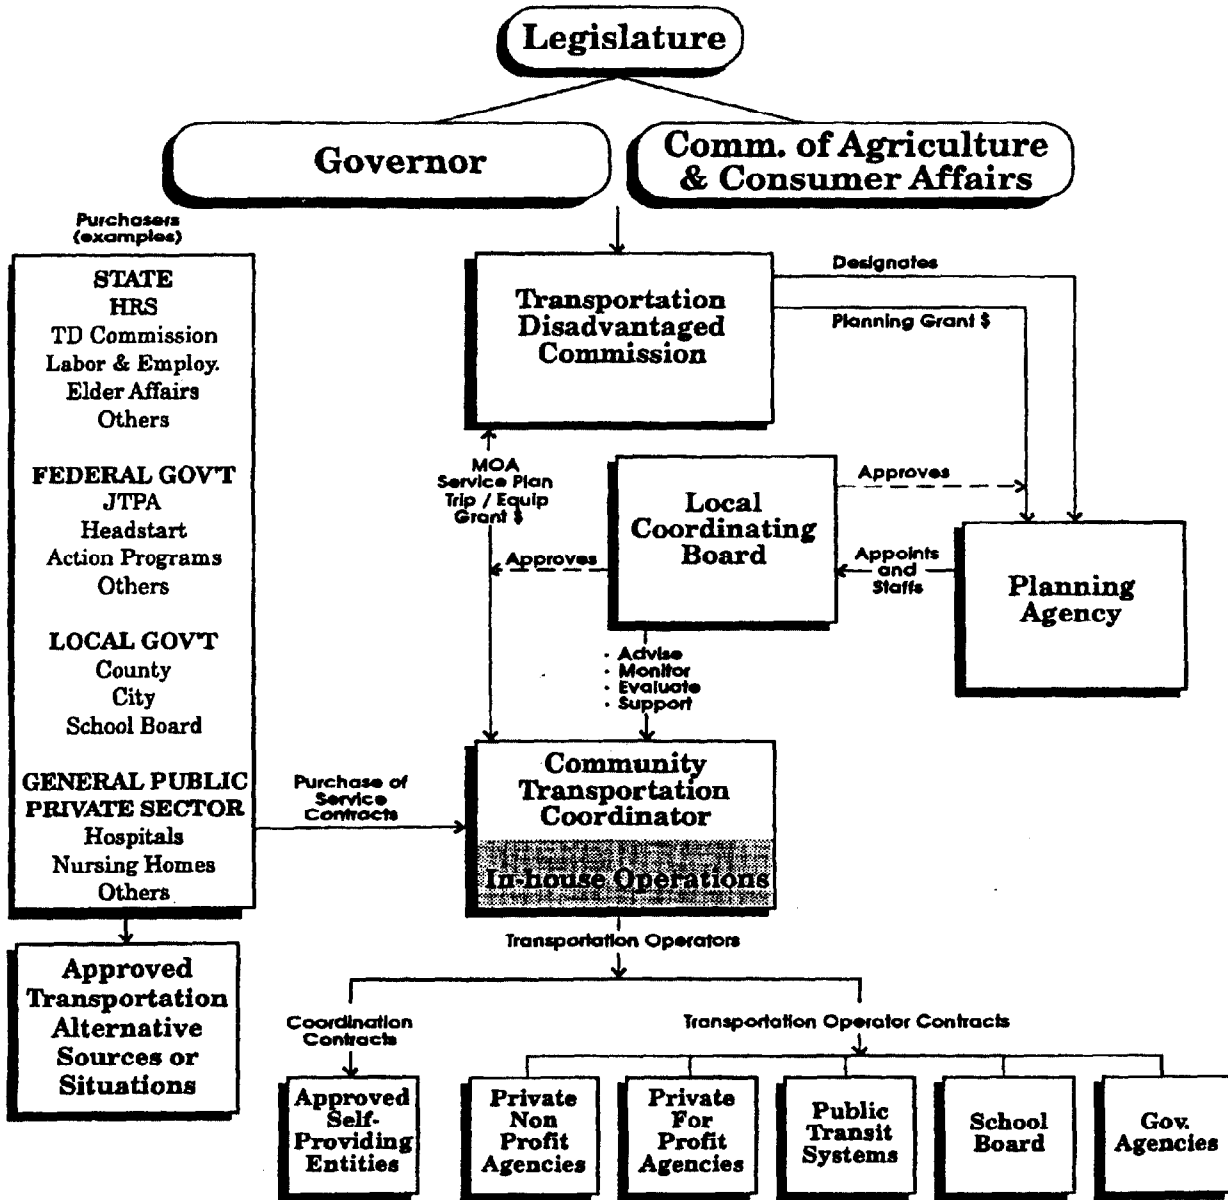 Legislature
Governor
Comm. of Agriculture
& Consumer Affairs
Purchasers
(examples)
STATE
HRS
TD Commission
Labor & Employ.
Elder Affairs
Others
FEDERAL GOV'T
JTPA
Headstart
Action Programs
Others
LOCAL GOV'T
County
City
School Board
GENERAL PUBLIC
PRIVATE SECTOR
Hospitals
Nursing Homes
Others
Approved
Transportation
Alternative
Sources or
Situations
Transportation
Disadvantaged
Commission
Designates
Planning Grant $
MOA
Service Plan
Trip / Equip
Grant $
Approves
Local
Coordinating
Board
Approves
Appoints
and
Staffs
Planning
Agency
· Advise
· Monitor
· Evaluate
· Support
Purchase of
Service
Contracts
Community
Transportation
Coordinator
In-house Operations
Transportation Operators
Coordination
Contracts
Transportation Operator Contracts
Approved
Self-
Providing
Entities
Private
Non
Profit
Agencies
Private
For
Profit
Agencies
Public
Transit
Systems
School
Board
Gov.
Agencies